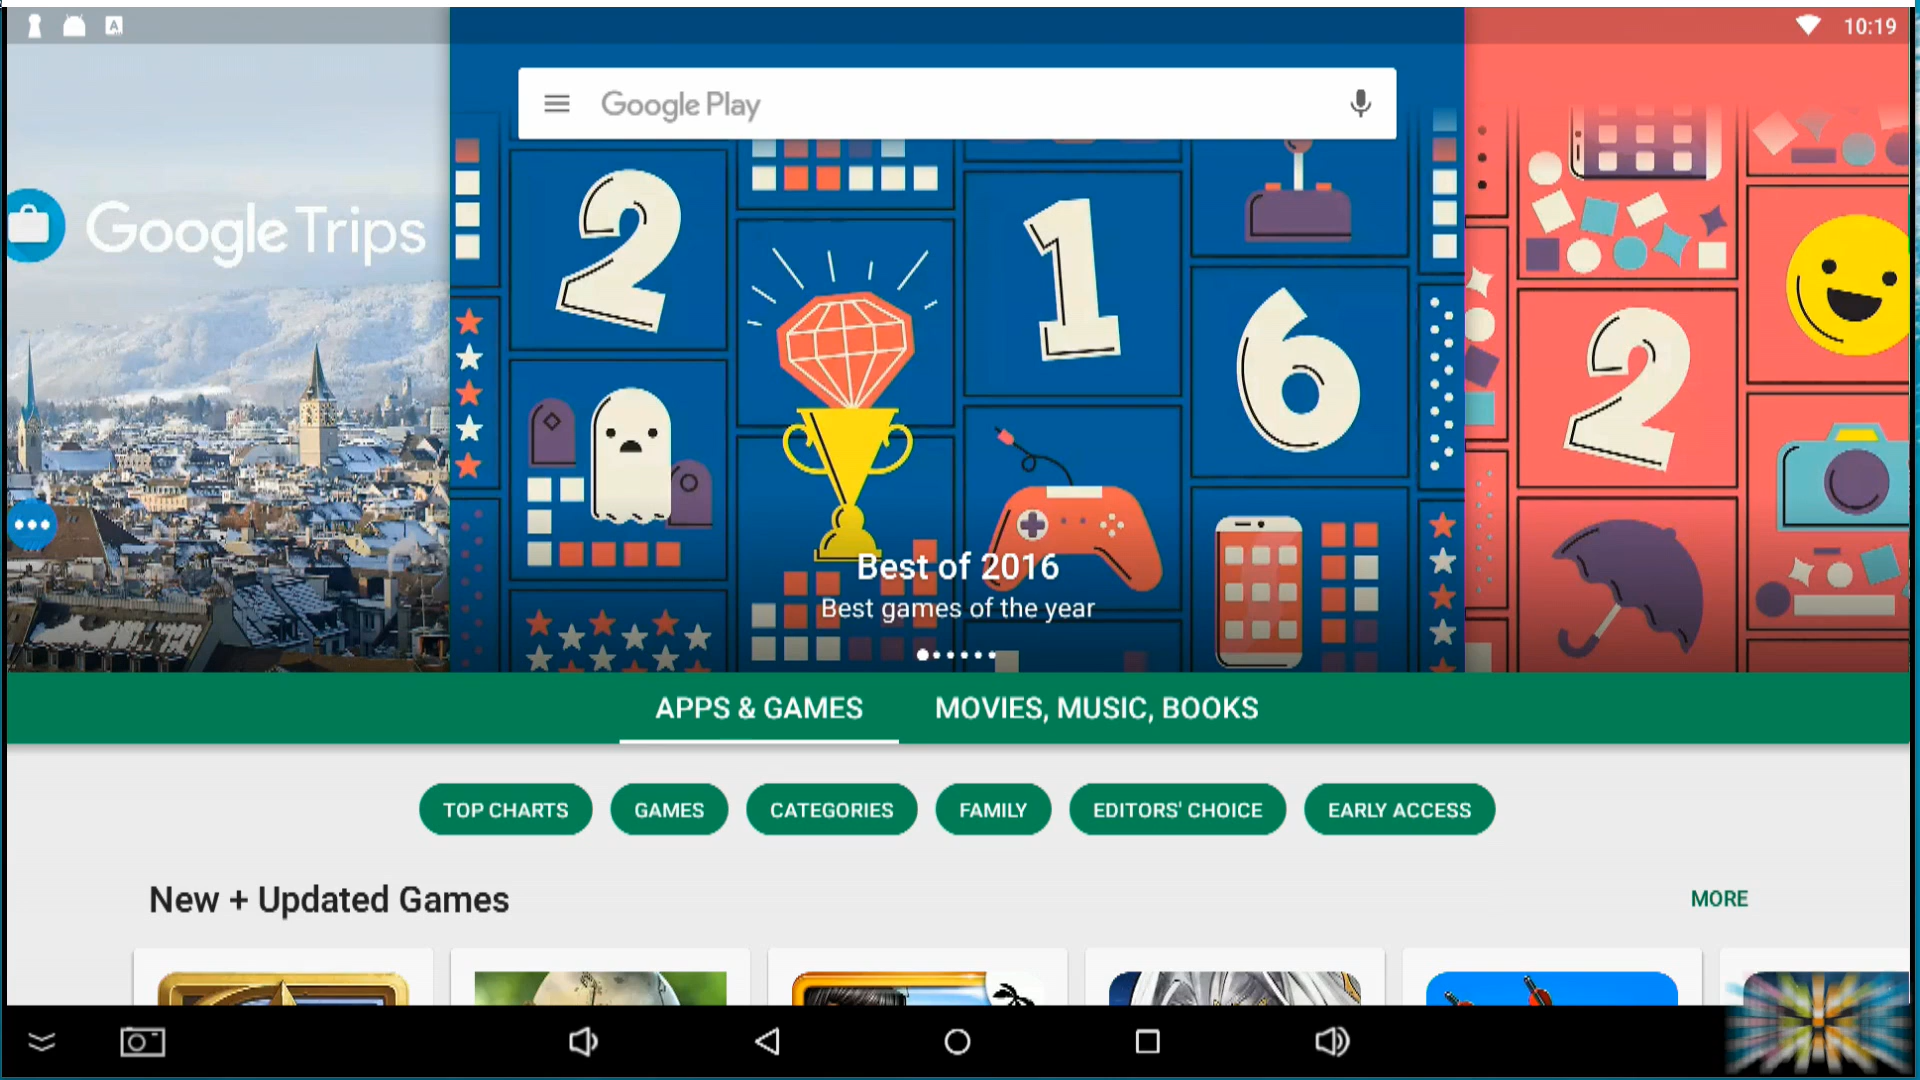 10:19
Google Play
Google Trips
2
1
6
2
Best of 2016
Best games of the year
APPS & GAMES
MOVIES, MUSIC, BOOKS
TOP CHARTS
GAMES
CATEGORIES
FAMILY
EDITORS' CHOICE
EARLY ACCESS
New + Updated Games
MORE